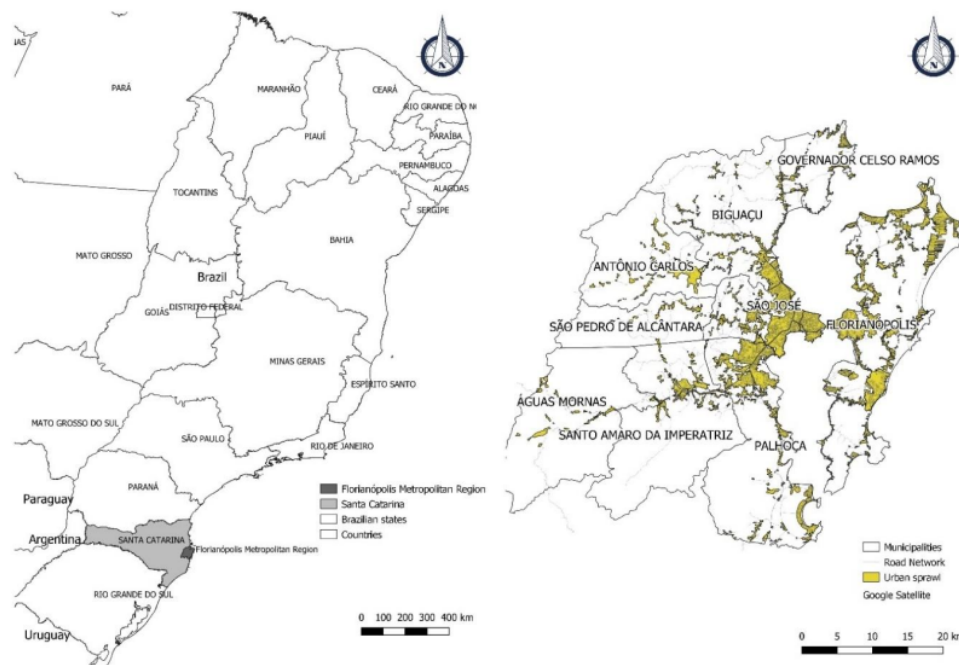 N
IAS
PARÁ
MARANHÃO
CEARÁ
RIO GRANDE DO NO
PIAUÍ
PARAÍBA
PERNAMBUCO
ALAGOAS
SERGIPE
TOCANTINS
BAHIA
MATO GROSSO
Brazil
DISTRITO FEDERAL
GOIÁS
MINAS GERAIS
ESPÍRITO SANTO
MATO GROSSO DO SUL
SÃO PAULO
RIO DE JANEIRO
PARANÁ
Paraguay
Argentina
SANTA CATARINA
Florianópolis Metropolitan Region
RIO GRANDE DO SUL
Uruguay
Florianópolis Metropolitan Region
Santa Catarina
Brazilian states
Countries
0 100 200 300 400 km
N
GOVERNADOR CELSO RAMOS
BIGUAÇU
ANTÔNIO CARLOS
SÃO JOSÉ
SÃO PEDRO DE ALCÂNTARA
FLORIANÓPOLIS
ÁGUAS MORNAS
SANTO AMARO DA IMPERATRIZ
PALHOÇA
Municipalities
Road Network
Urban sprawl
Google Satellite
0 5 10 15 20 km